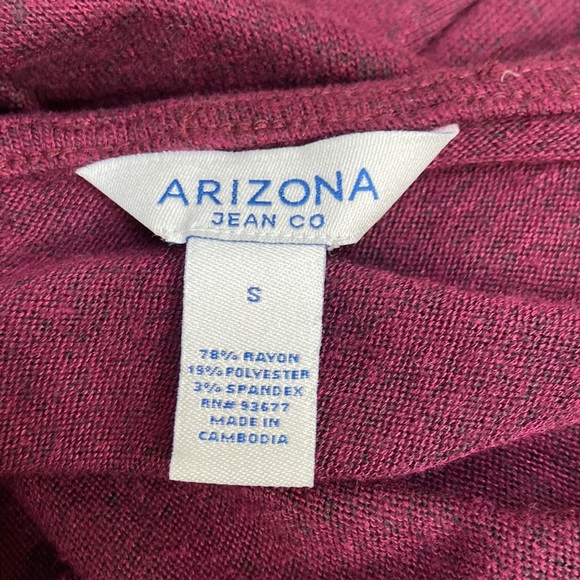 ARIZONA
JEAN CO
S
78% RAYON
19% POLYESTER
3% SPANDEX
RN# 93677
MADE IN
CAMBODIA